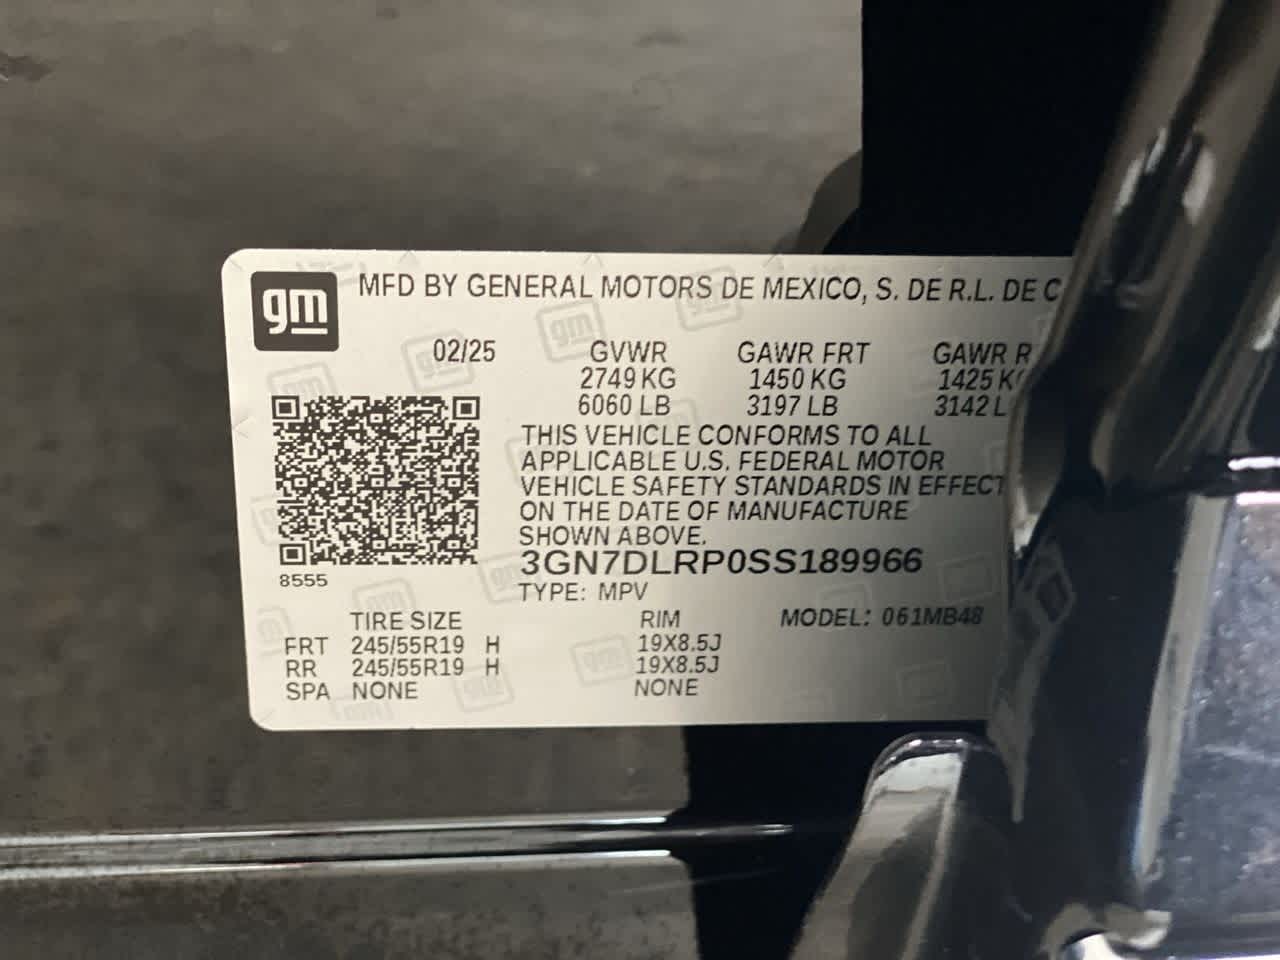 gm
MFD BY GENERAL MOTORS DE MEXICO, S. DE R.L. DE C
02/25 GVWR GAWR FRT GAWR R
2749 KG 1450 KG 1425 K
6060 LB 3197 LB 3142 L
THIS VEHICLE CONFORMS TO ALL
APPLICABLE U.S. FEDERAL MOTOR
VEHICLE SAFETY STANDARDS IN EFFECT
ON THE DATE OF MANUFACTURE
SHOWN ABOVE.
3GN7DLRP0SS189966
8555
TYPE: MPV
TIRE SIZE RIM MODEL: 061MB48
FRT 245/55R19 H 19X8.5J
RR 245/55R19 H 19X8.5J
SPA NONE NONE